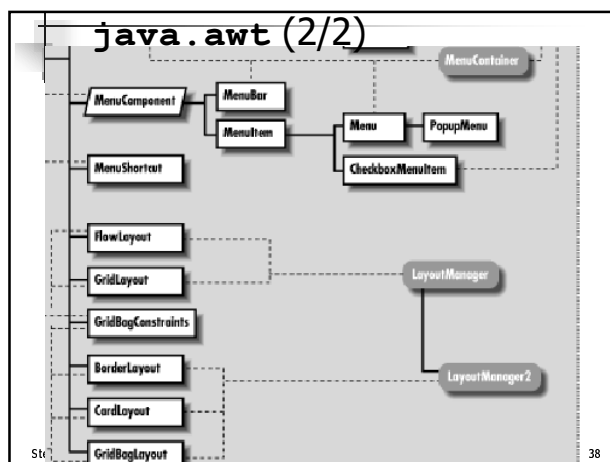 java.awt (2/2)
MenuContainer
MenuComponent
MenuBar
MenuItem
Menu
PopupMenu
MenuShortcut
CheckboxMenuItem
FlowLayout
GridLayout
LayoutManager
GridBagConstraints
BorderLayout
LayoutManager2
CardLayout
GridBagLayout
38